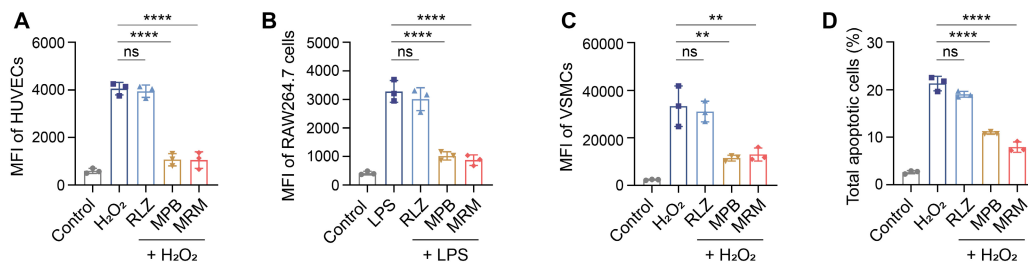 A
MFI of HUVECs
6000
4000
2000
0
****
****
ns
Control
H₂O₂
RLZ
MPB
MRM
+ H₂O₂
B
MFI of RAW264.7 cells
5000
4000
3000
2000
1000
0
****
****
ns
Control
LPS
RLZ
MPB
MRM
+ LPS
C
MFI of VSMCs
60000
40000
20000
0
**
**
ns
Control
H₂O₂
RLZ
MPB
MRM
+ H₂O₂
D
Total apoptotic cells (%)
30
20
10
0
****
****
ns
Control
H₂O₂
RLZ
MPB
MRM
+ H₂O₂